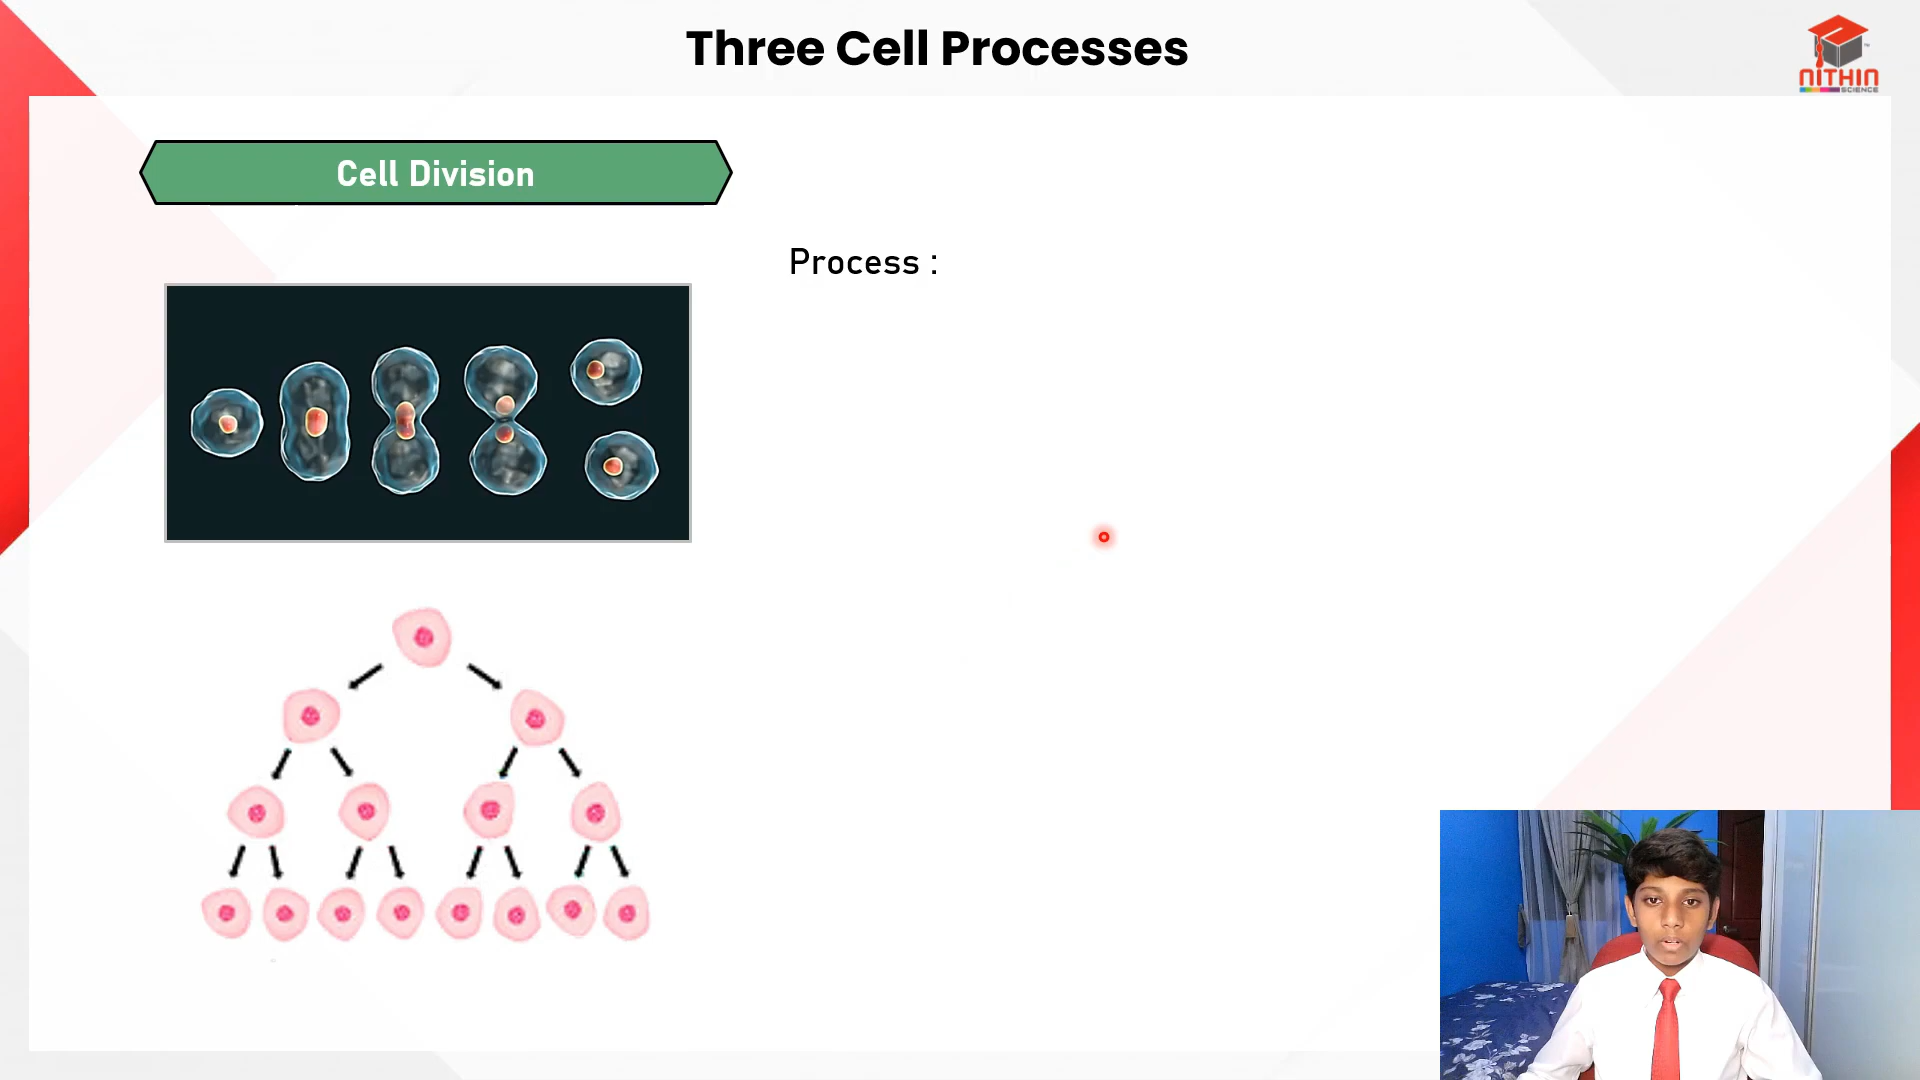 Three Cell Processes
NITHIN
SCIENCE
Cell Division
Process :